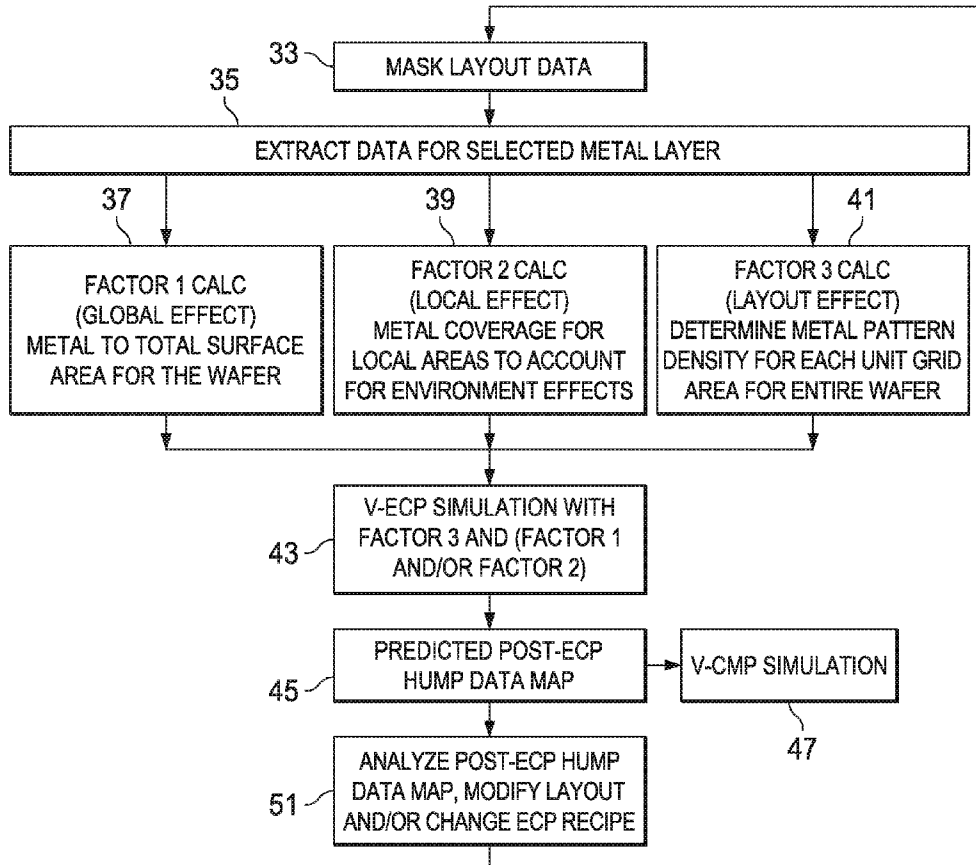 33
MASK LAYOUT DATA
35
EXTRACT DATA FOR SELECTED METAL LAYER
37
FACTOR 1 CALC
(GLOBAL EFFECT)
METAL TO TOTAL SURFACE
AREA FOR THE WAFER
39
FACTOR 2 CALC
(LOCAL EFFECT)
METAL COVERAGE FOR
LOCAL AREAS TO ACCOUNT
FOR ENVIRONMENT EFFECTS
41
FACTOR 3 CALC
(LAYOUT EFFECT)
DETERMINE METAL PATTERN
DENSITY FOR EACH UNIT GRID
AREA FOR ENTIRE WAFER
43
V-ECP SIMULATION WITH
FACTOR 3 AND (FACTOR 1
AND/OR FACTOR 2)
45
PREDICTED POST-ECP
HUMP DATA MAP
V-CMP SIMULATION
47
51
ANALYZE POST-ECP HUMP
DATA MAP, MODIFY LAYOUT
AND/OR CHANGE ECP RECIPE